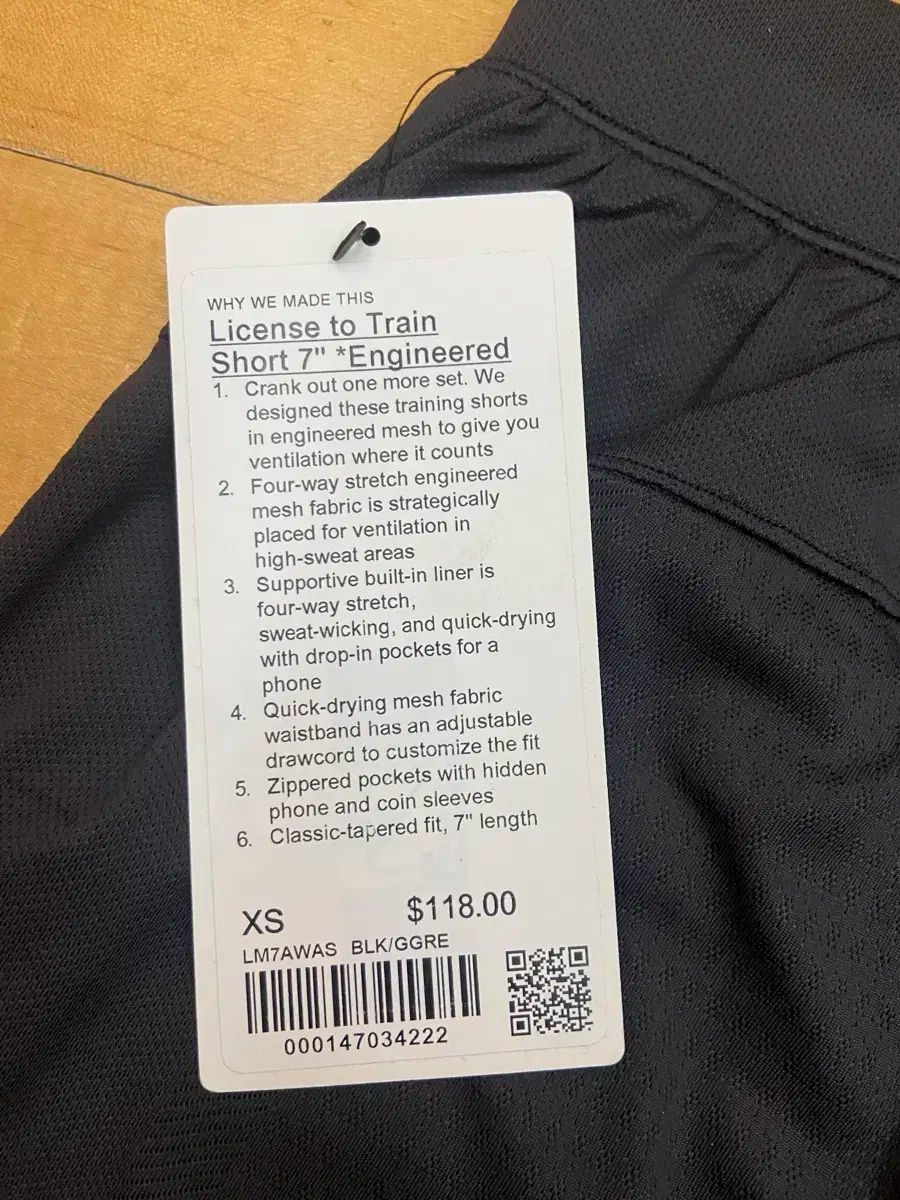 WHY WE MADE THIS
License to Train
Short 7" *Engineered
1. Crank out one more set. We
designed these training shorts
in engineered mesh to give you
ventilation where it counts
2. Four-way stretch engineered
mesh fabric is strategically
placed for ventilation in
high-sweat areas
3. Supportive built-in liner is
four-way stretch,
sweat-wicking, and quick-drying
with drop-in pockets for a
phone
4. Quick-drying mesh fabric
waistband has an adjustable
drawcord to customize the fit
5. Zippered pockets with hidden
phone and coin sleeves
6. Classic-tapered fit, 7" length
XS $118.00
LM7AWAS BLK/GGRE
000147034222